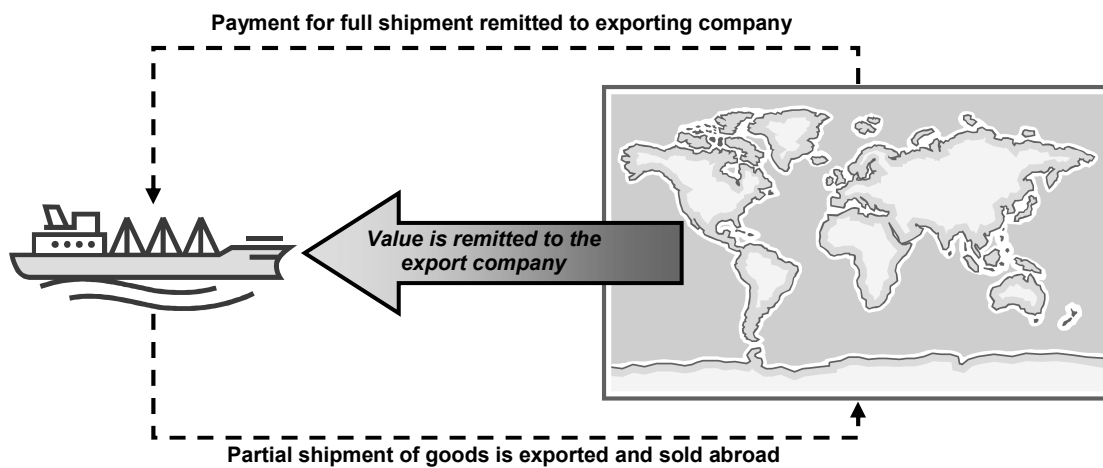 Payment for full shipment remitted to exporting company
Value is remitted to the
export company
Partial shipment of goods is exported and sold abroad